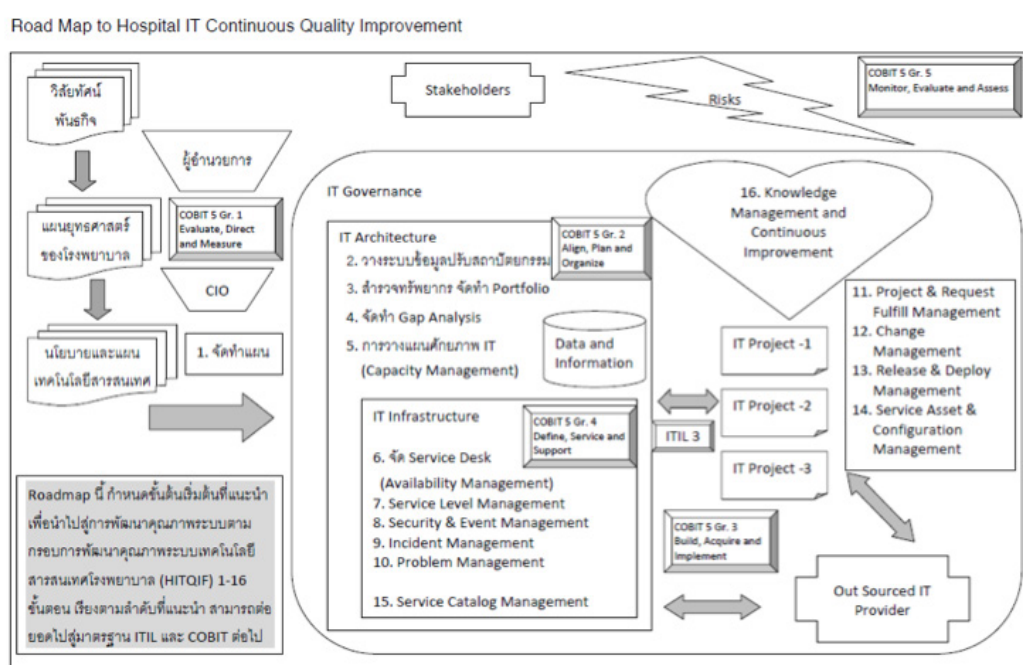 Road Map to Hospital IT Continuous Quality Improvement
วิสัยทัศน์
พันธกิจ
ผู้อำนวยการ
แผนยุทธศาสตร์
ของโรงพยาบาล
COBIT 5 Gr. 1
Evaluate, Direct
and Measure
CIO
นโยบายและแผน
เทคโนโลยีสารสนเทศ
1. จัดทำแผน
Roadmap นี้ กำหนดขั้นต้นเริ่มต้นที่แนะนำ
เพื่อนำไปสู่การพัฒนาคุณภาพระบบตาม
กรอบการพัฒนาคุณภาพระบบเทคโนโลยี
สารสนเทศโรงพยาบาล (HITQIF) 1-16
ขั้นตอน เรียงตามลำดับที่แนะนำ สามารถต่อ
ยอดไปสู่มาตรฐาน ITIL และ COBIT ต่อไป
Stakeholders
Risks
COBIT 5 Gr. 5
Monitor, Evaluate and Assess
IT Governance
IT Architecture
COBIT 5 Gr. 2
Align, Plan and
Organize
2. วางระบบข้อมูลปรับสถาปัตยกรรม
3. สำรวจทรัพยากร จัดทำ Portfolio
4. จัดทำ Gap Analysis
5. การวางแผนศักยภาพ IT
(Capacity Management)
Data and
Information
IT Infrastructure
COBIT 5 Gr. 4
Define, Service and
Support
6. จัด Service Desk
(Availability Management)
7. Service Level Management
8. Security & Event Management
9. Incident Management
10. Problem Management
15. Service Catalog Management
16. Knowledge
Management and
Continuous
Improvement
IT Project -1
IT Project -2
IT Project -3
ITIL 3
COBIT 5 Gr. 3
Build, Acquire and
Implement
11. Project & Request
Fulfill Management
12. Change
Management
13. Release & Deploy
Management
14. Service Asset &
Configuration
Management
Out Sourced IT
Provider